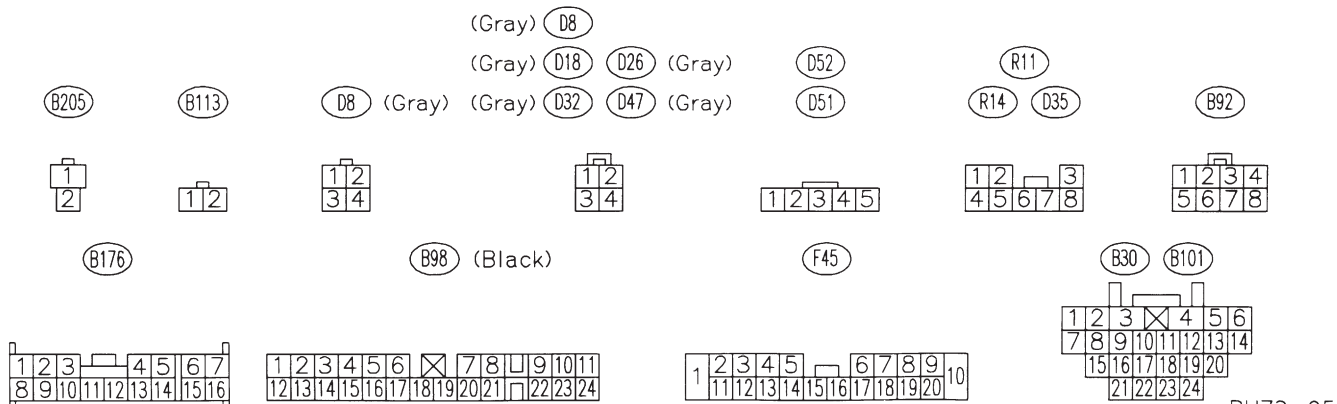 (Gray) D8
(Gray) D18 D26 (Gray) D52 R11
B205 B113 D8 (Gray) (Gray) D32 D47 (Gray) D51 R14 D35 B92
1 1 2 1 2 1 2 3 1 2 3 4
2 1 2 3 4 3 4 1 2 3 4 5 4 5 6 7 8 5 6 7 8
B176 B98 (Black) F45 B30 B101
1 2 3 4 5 6
7 8 9 10 11 12 13 14
1 2 3 4 5 6 7 1 2 3 4 5 6 7 8 9 10 11 1 2 3 4 5 6 7 8 9 10 15 16 17 18 19 20
8 9 10 11 12 13 14 15 16 12 13 14 15 16 17 18 19 20 21 22 23 24 11 12 13 14 15 16 17 18 19 20 21 22 23 24